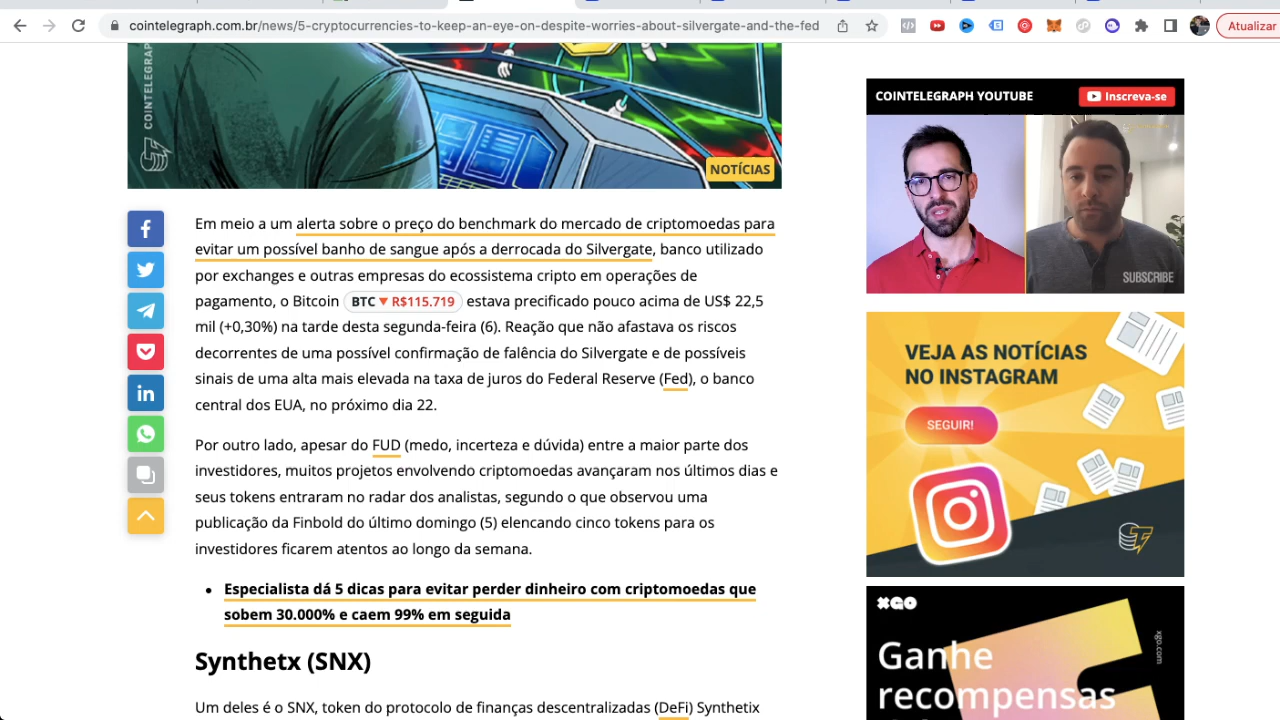 cointelegraph.com.br/news/5-cryptocurrencies-to-keep-an-eye-on-despite-worries-about-silvergate-and-the-fed
Atualizar
COINTELEGRAPH
NOTÍCIAS
Em meio a um alerta sobre o preço do benchmark do mercado de criptomoedas para
evitar um possível banho de sangue após a derrocada do Silvergate, banco utilizado
por exchanges e outras empresas do ecossistema cripto em operações de
pagamento, o Bitcoin BTC ▼ R$115.719 estava precificado pouco acima de US$ 22,5
mil (+0,30%) na tarde desta segunda-feira (6). Reação que não afastava os riscos
decorrentes de uma possível confirmação de falência do Silvergate e de possíveis
sinais de uma alta mais elevada na taxa de juros do Federal Reserve (Fed), o banco
central dos EUA, no próximo dia 22.
Por outro lado, apesar do FUD (medo, incerteza e dúvida) entre a maior parte dos
investidores, muitos projetos envolvendo criptomoedas avançaram nos últimos dias e
seus tokens entraram no radar dos analistas, segundo o que observou uma
publicação da Finbold do último domingo (5) elencando cinco tokens para os
investidores ficarem atentos ao longo da semana.
• Especialista dá 5 dicas para evitar perder dinheiro com criptomoedas que
sobem 30.000% e caem 99% em seguida
Synthetx (SNX)
Um deles é o SNX, token do protocolo de finanças descentralizadas (DeFi) Synthetix
COINTELEGRAPH YOUTUBE
Inscreva-se
SUBSCRIBE
VEJA AS NOTÍCIAS
NO INSTAGRAM
SEGUIR!
XGO
xgo.com
Ganhe
recompensas